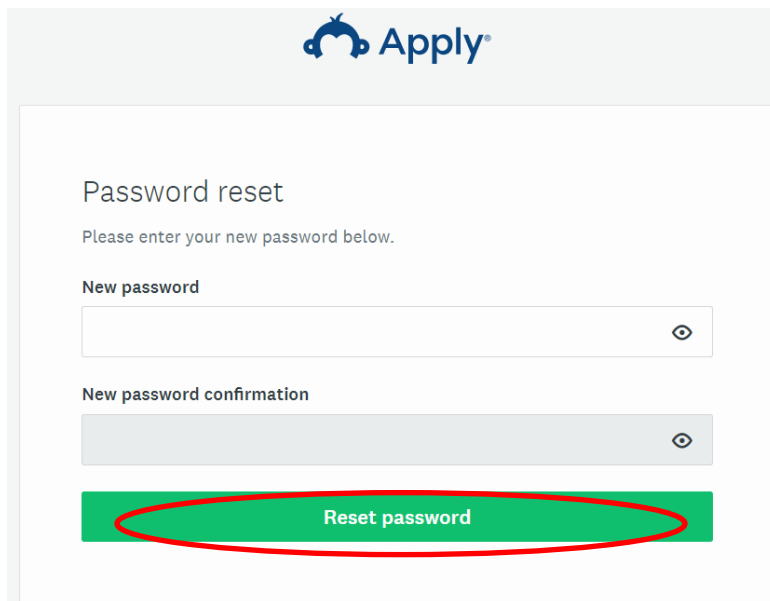 Apply®
Password reset
Please enter your new password below.
New password
New password confirmation
Reset password